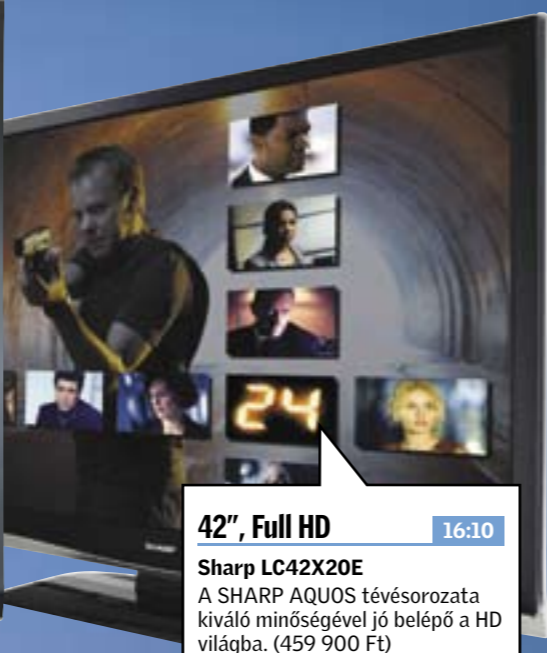 24
SHARP
42”, Full HD
16:10
Sharp LC42X20E
A SHARP AQUOS tévésorozata
kiváló minőségével jó belépő a HD
világba. (459 900 Ft)